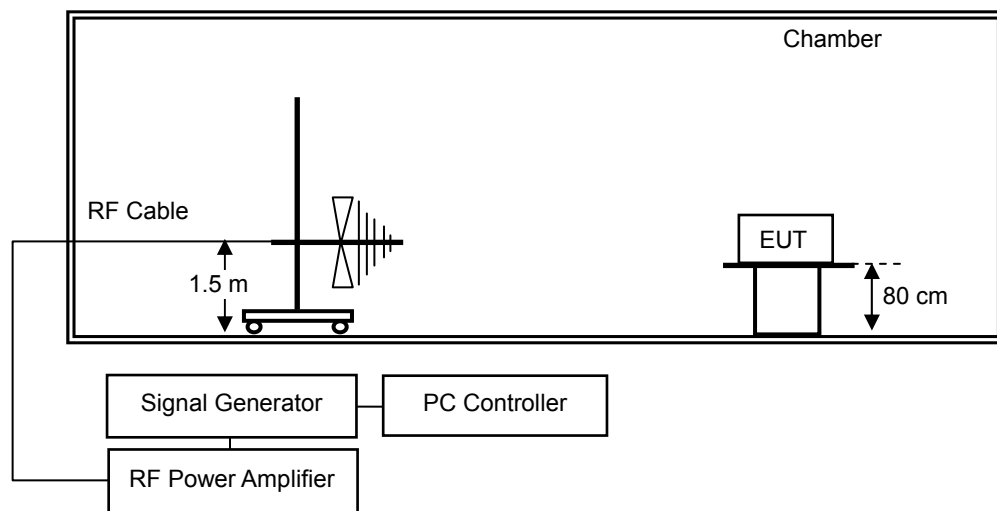 Chamber
RF Cable
EUT
1.5 m
80 cm
Signal Generator
PC Controller
RF Power Amplifier